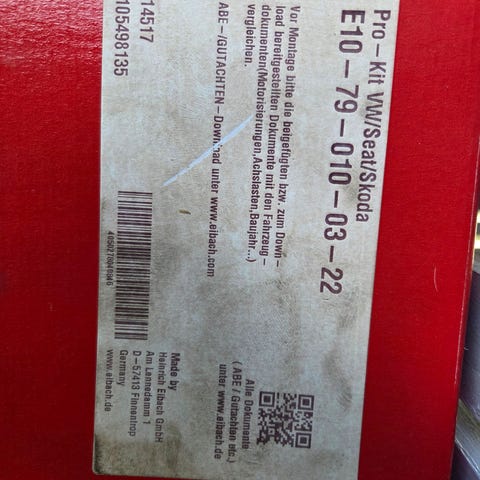 Pro-Kit VW/Seat/Skoda
E10-79-010-03-22
Vor Montage bitte die beigefügten bzw. zum Down-
load bereitgestellten Dokumente mit den Fahrzeug-
dokumenten(Motorisierungen,Achslasten,Baujahr...)
vergleichen.
ABE-/GUTACHTEN-Download unter www.eibach.com
14517
105498135
Alle Dokumente
( ABE / Gutachten etc.)
unter www.eibach.de
Made by
Heinrich Eibach GmbH
Am Lennedamm 1
D-57413 Finnentrop
Germany
www.eibach.de